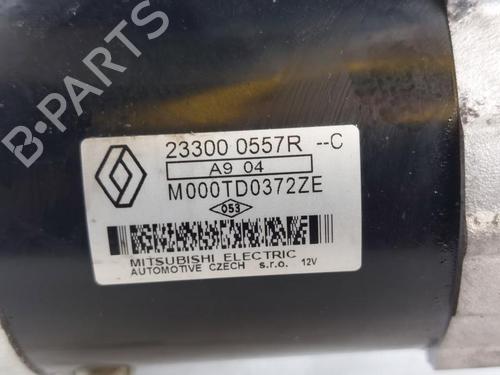 B-PARTS
23300 0557R --C
A9 04
M000TD0372ZE
053
MITSUBISHI ELECTRIC
AUTOMOTIVE CZECH s.r.o. 12V